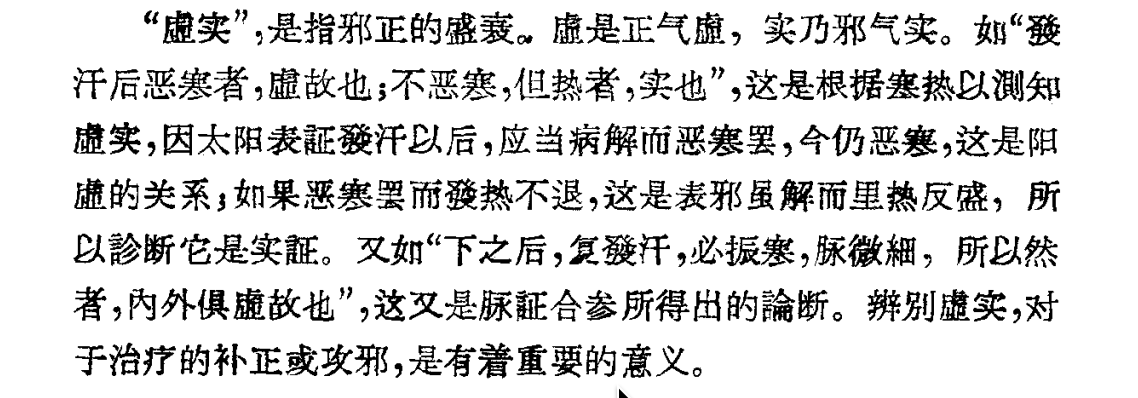 “虛实”,是指邪正的盛衰。虛是正气虛，实乃邪气实。如“發
汗后恶寒者,虛故也;不恶寒,但热者,实也”,这是根据寒热以測知
虛实,因太阳表証發汗以后,应当病解而恶寒罢,今仍恶寒,这是阳
虛的关系;如果恶寒罢而發热不退,这是表邪虽解而里热反盛，所
以診断它是实証。又如“下之后,复發汗,必振寒,脉微細，所以然
者,內外俱虛故也”,这又是脉証合参所得出的論断。辨别虛实,对
于治疗的补正或攻邪,是有着重要的意义。